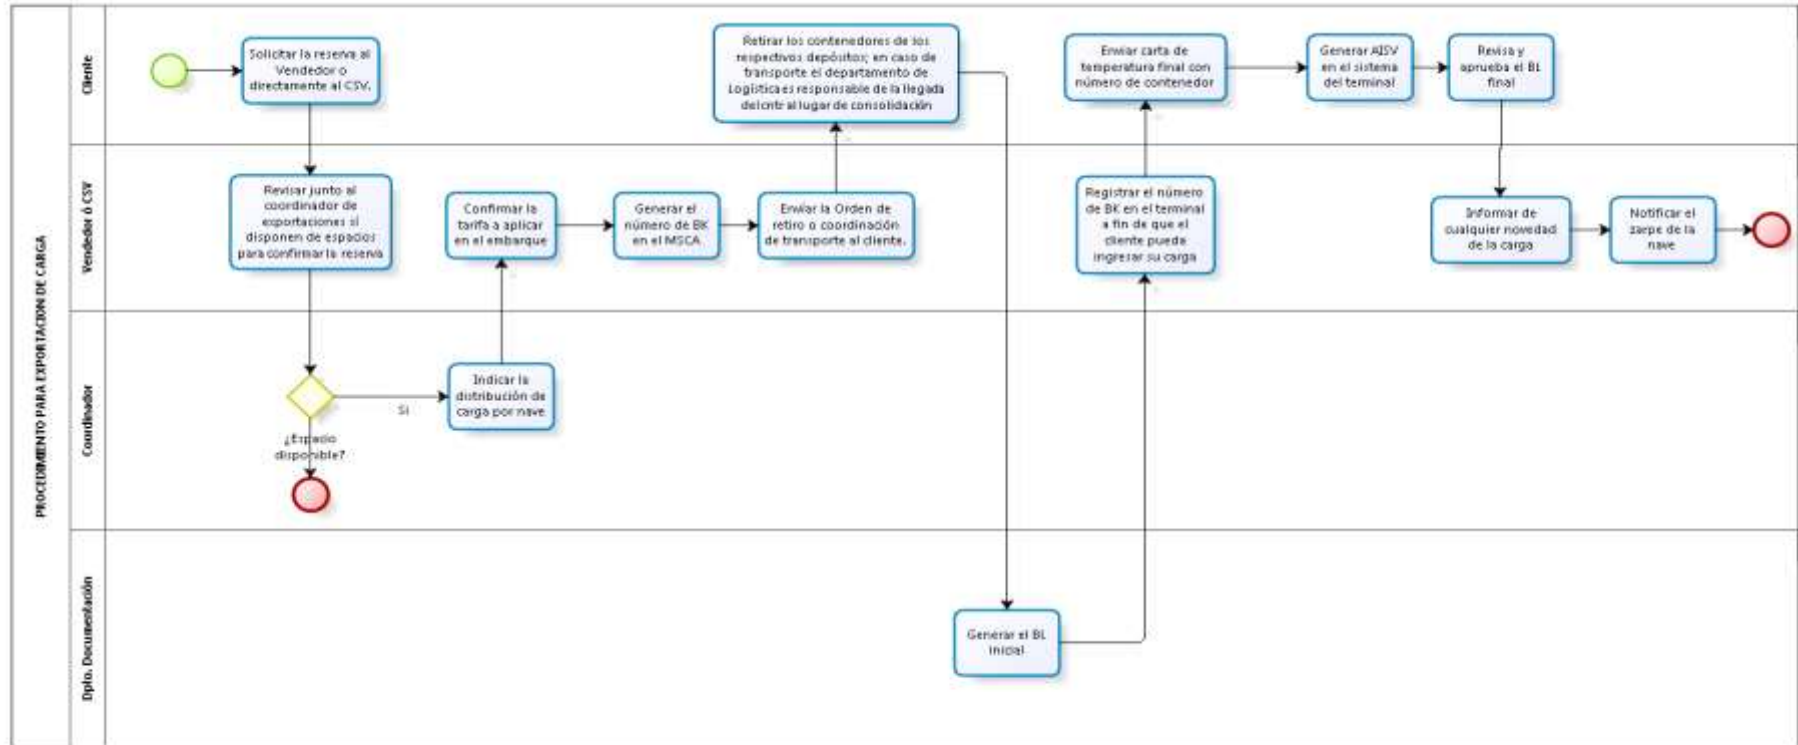 PROCEDIMIENTO PARA EXPORTACION DE CARGA
Cliente
Solicitar la reserva al
Vendedor o
directamente al CSV.
Retirar los contenedores de los
respectivos depósitos; en caso de
transporte el departamento de
Logística es responsable de la llegada
del cntr al lugar de consolidación
Enviar carta de
temperatura final con
número de contenedor
Generar AISV
en el sistema
del terminal
Revisa y
aprueba el BL
final
Vendedor ó CSV
Revisar junto al
coordinador de
exportaciones si
disponen de espacios
para confirmar la reserva
Confirmar la
tarifa a aplicar
en el embarque
Generar el
número de BK
en el MSCA
Enviar la Orden de
retiro o coordinación
de transporte al cliente.
Registrar el número
de BK en el terminal
a fin de que el
cliente pueda
ingresar su carga
Informar de
cualquier novedad
de la carga
Notificar el
zarpe de la
nave
Coordinador
¿Espacio
disponible?
Si
Indicar la
distribución de
carga por nave
Dpto. Documentación
Generar el BL
inicial